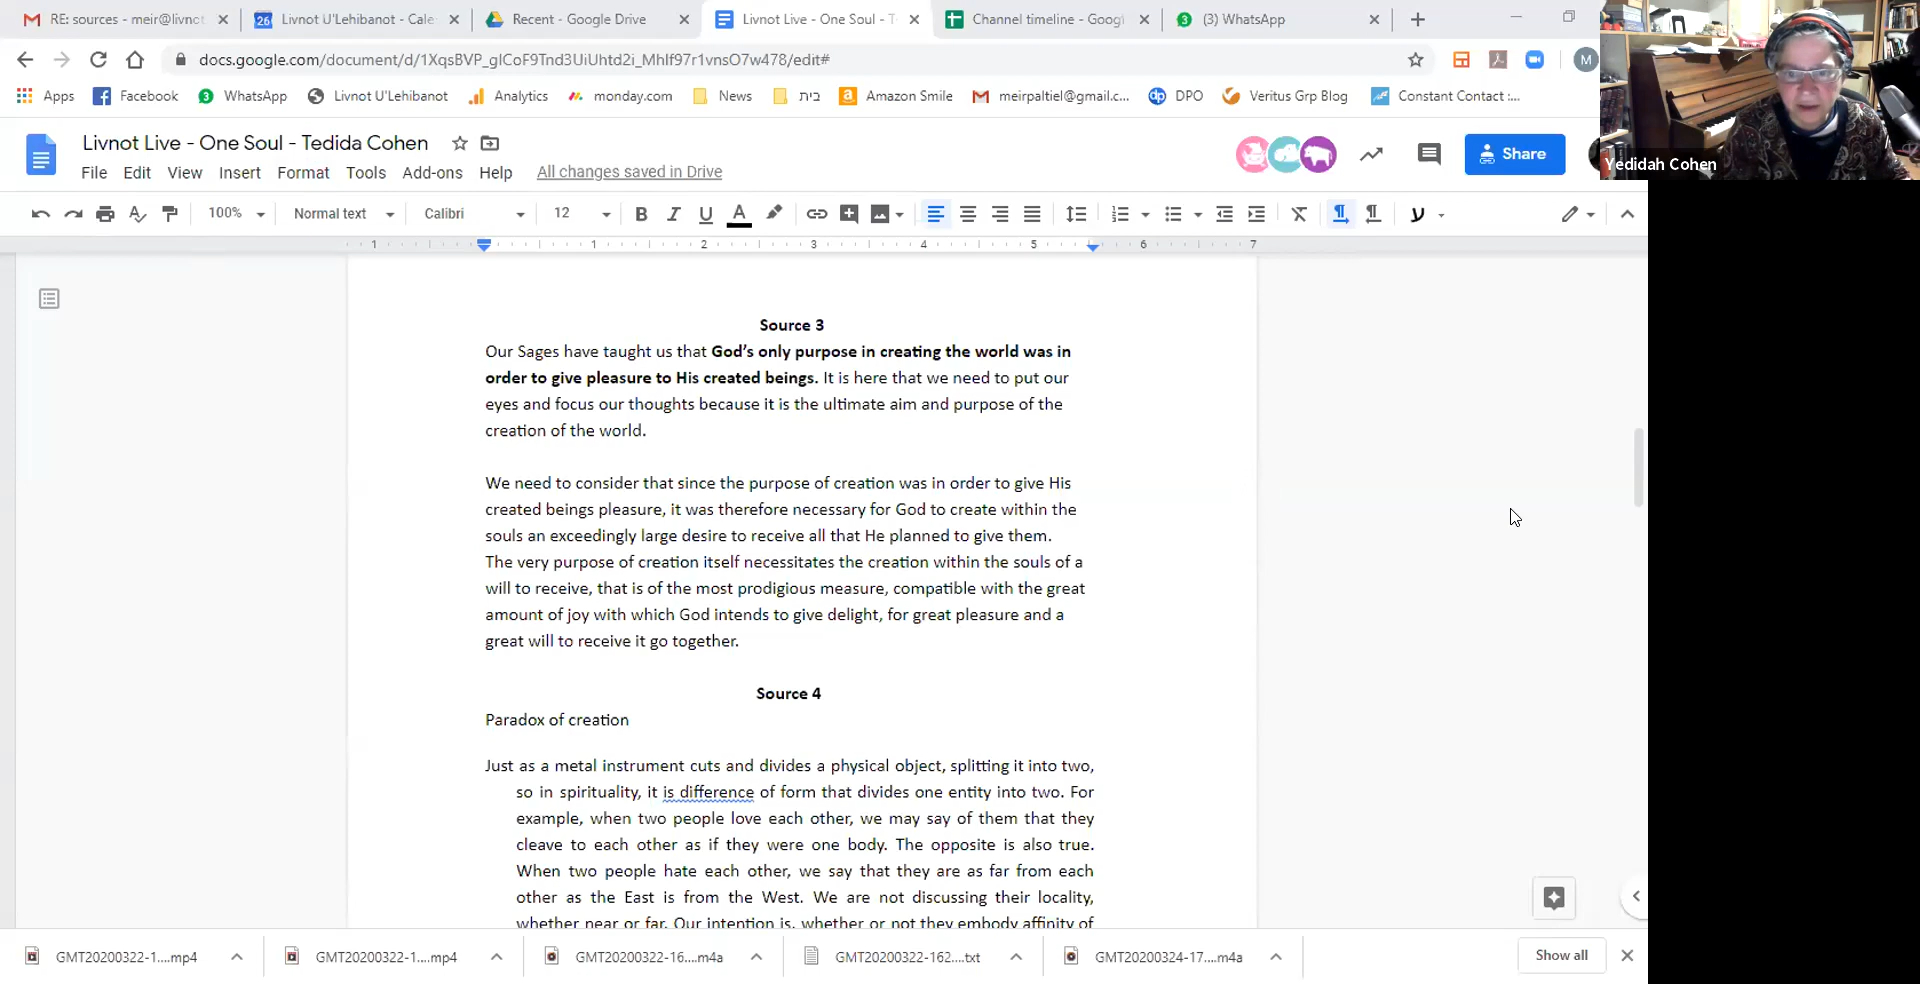 RE: sources - meir@livnot
26 Livnot U'Lehibanot - Cale
Recent - Google Drive
Livnot Live - One Soul - T
Channel timeline - Goog
3 (3) WhatsApp
docs.google.com/document/d/1XqsBVP_glCoF9Tnd3UiUhtd2i_Mhlf97r1vnsO7w478/edit#
M
Apps
Facebook
3 WhatsApp
Livnot U'Lehibanot
Analytics
monday.com
News
בית
Amazon Smile
meirpaltiel@gmail.c...
dp DPO
Veritus Grp Blog
Constant Contact :...
Yedidah Cohen
Livnot Live - One Soul - Tedida Cohen
Share
File Edit View Insert Format Tools Add-ons Help All changes saved in Drive
100% Normal text Calibri 12 B I U A
1 1 2 3 4 5 6 7
Source 3
Our Sages have taught us that God’s only purpose in creating the world was in
order to give pleasure to His created beings. It is here that we need to put our
eyes and focus our thoughts because it is the ultimate aim and purpose of the
creation of the world.
We need to consider that since the purpose of creation was in order to give His
created beings pleasure, it was therefore necessary for God to create within the
souls an exceedingly large desire to receive all that He planned to give them.
The very purpose of creation itself necessitates the creation within the souls of a
will to receive, that is of the most prodigious measure, compatible with the great
amount of joy with which God intends to give delight, for great pleasure and a
great will to receive it go together.
Source 4
Paradox of creation
Just as a metal instrument cuts and divides a physical object, splitting it into two,
so in spirituality, it is difference of form that divides one entity into two. For
example, when two people love each other, we may say of them that they
cleave to each other as if they were one body. The opposite is also true.
When two people hate each other, we say that they are as far from each
other as the East is from the West. We are not discussing their locality,
whether near or far. Our intention is, whether or not they embody affinity of
GMT20200322-1....mp4
GMT20200322-1....mp4
GMT20200322-16....m4a
GMT20200322-162....txt
GMT20200324-17....m4a
Show all